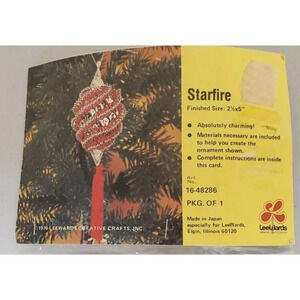 Starfire
Finished Size: 2½x5"
● Absolutely charming!
● Materials necessary are included
to help you create the
ornament shown.
● Complete instructions are inside
this card.
Art.
No.
16-48286
PKG. OF 1
Made in Japan
especially for LeeWards,
Elgin, Illinois 60120
LeeWards
©1976 LEEWARDS CREATIVE CRAFTS, INC.